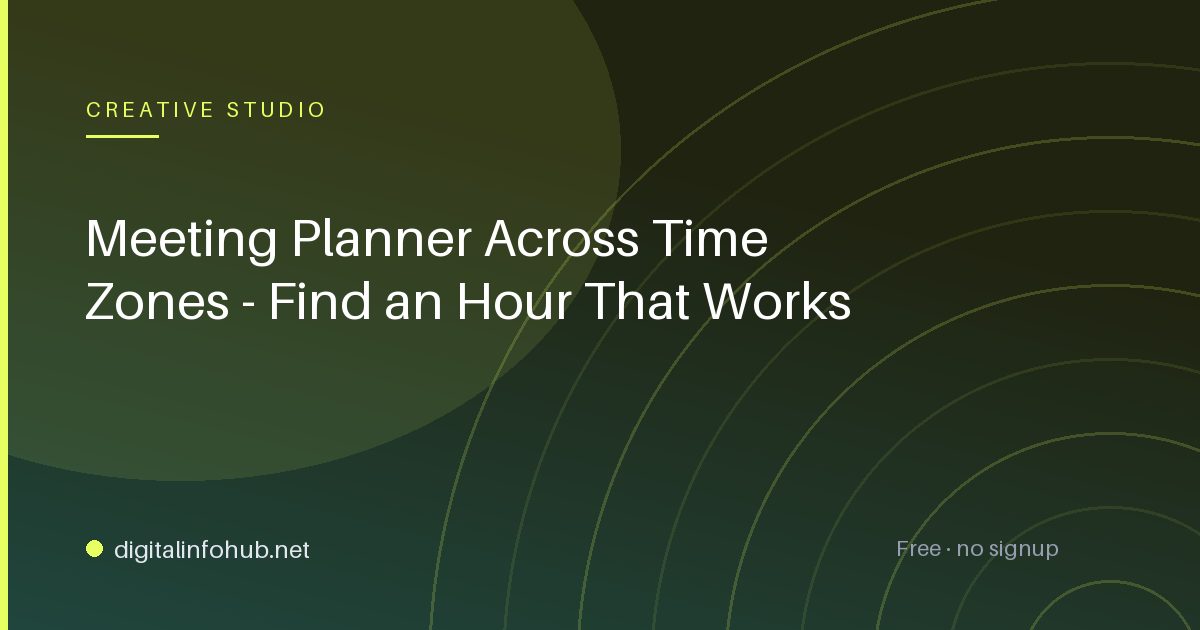 CREATIVE STUDIO
Meeting Planner Across Time
Zones - Find an Hour That Works
digitalinfohub.net
Free · no signup